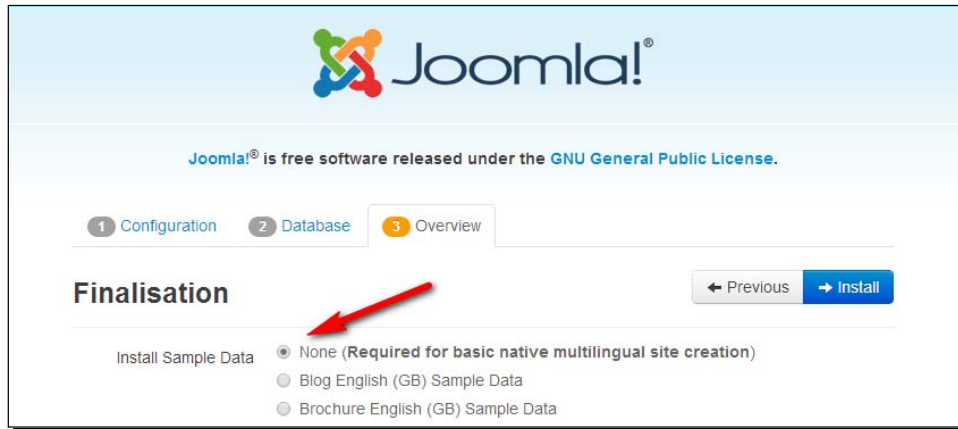 Joomla!®
Joomla!® is free software released under the GNU General Public License.
1 Configuration 2 Database 3 Overview
Finalisation
← Previous → Install
Install Sample Data None (Required for basic native multilingual site creation)
Blog English (GB) Sample Data
Brochure English (GB) Sample Data